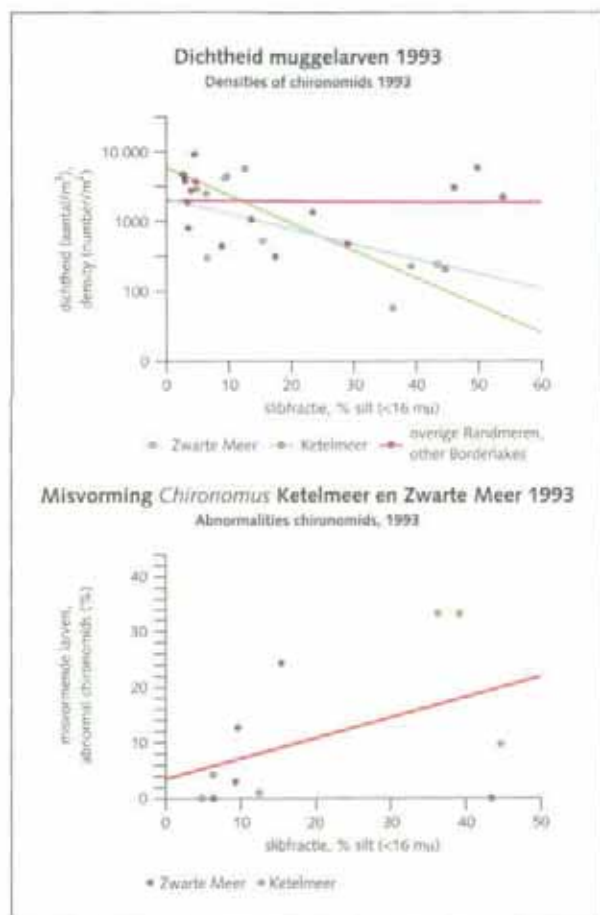 Dichtheid muggelarven 1993
Densities of chironomids 1993
dichtheid (aantal/m²),
density (number/m²)
10 000
1000
100
0
0 10 20 30 40 50 60
slibfractie, % silt (<16 mu)
Zwarte Meer Ketelmeer overige Randmeren,
other Borderlakes
Misvorming Chironomus Ketelmeer en Zwarte Meer 1993
Abnormalities chironomids, 1993
misvormende larven,
abnormal chironomids (%)
40
30
20
10
0
0 10 20 30 40 50
slibfractie, % silt (<16 mu)
Zwarte Meer Ketelmeer